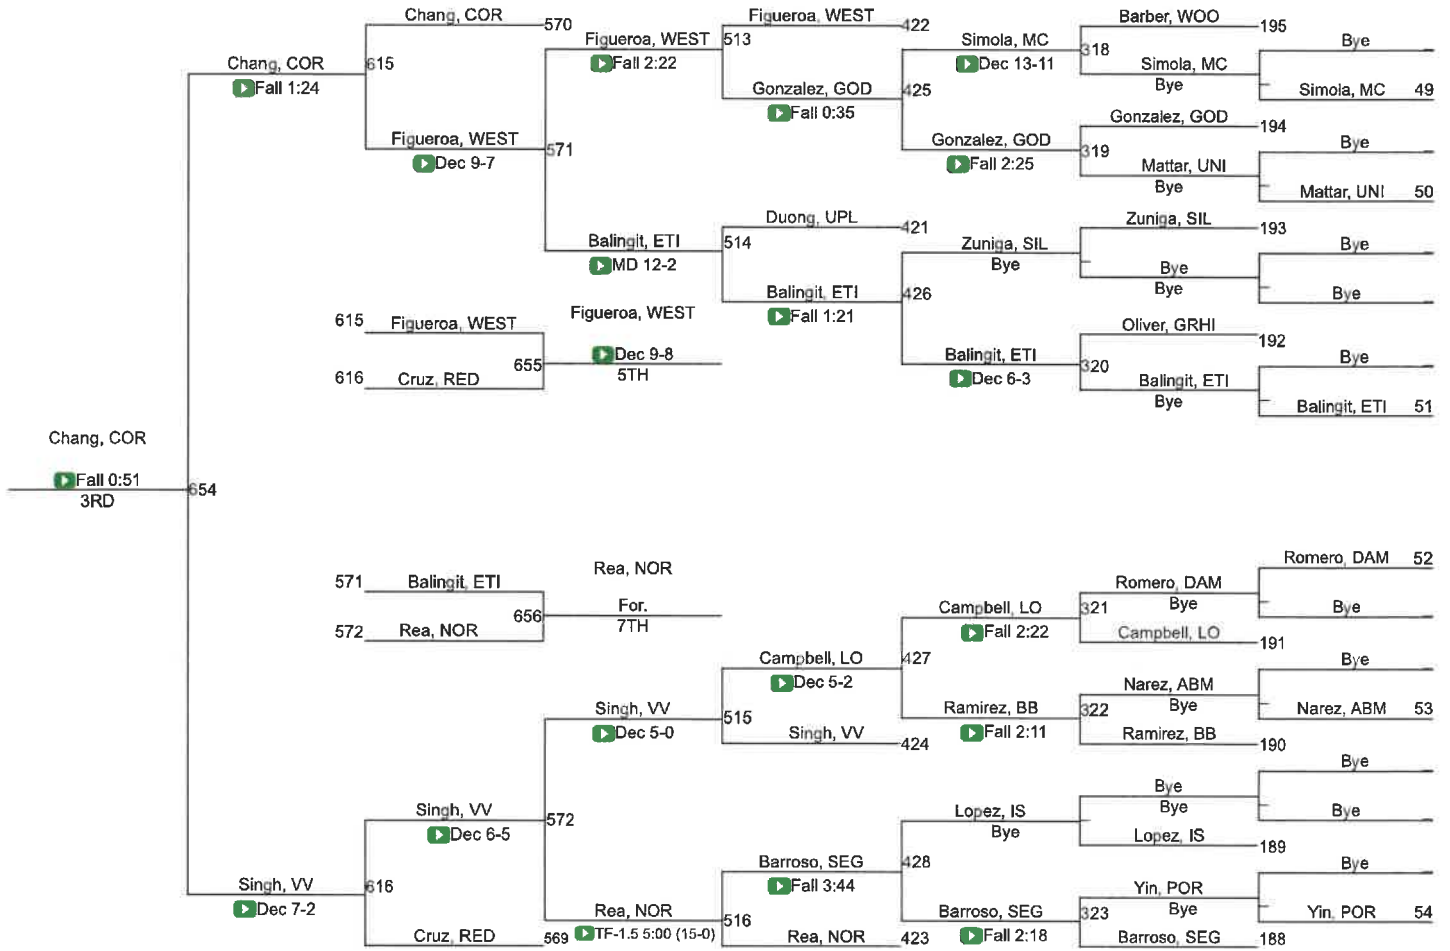 Chang, COR
570
Figueroa, WEST
422
Barber, WOO
195
Figueroa, WEST
513
Simola, MC
318
Bye
Fall 2:22
Dec 13-11
Chang, COR
615
Simola, MC
Fall 1:24
Bye
Gonzalez, GOD
425
Simola, MC 49
Fall 0:35
Gonzalez, GOD
194
Figueroa, WEST
571
Gonzalez, GOD
319
Bye
Dec 9-7
Fall 2:25
Mattar, UNI
Bye
Mattar, UNI 50
Duong, UPL
421
Zuniga, SIL
193
Balingit, ETI
514
Zuniga, SIL
Bye
MD 12-2
Bye
Bye
Bye
Balingit, ETI
426
Bye
Fall 1:21
615 Figueroa, WEST
Figueroa, WEST
Oliver, GRHI
192
655
Dec 9-8
5TH
Balingit, ETI
320
Bye
Dec 6-3
616 Cruz, RED
Balingit, ETI
Bye
Balingit, ETI 51
Chang, COR
Fall 0:51
654
3RD
Romero, DAM 52
571 Balingit, ETI
Rea, NOR
Romero, DAM
656
For.
7TH
Campbell, LO
321
Bye
Bye
572 Rea, NOR
Fall 2:22
Campbell, LO
191
Campbell, LO
427
Bye
Dec 5-2
Narez, ABM
Singh, VV
515
Ramirez, BB
322
Bye
Narez, ABM 53
Dec 5-0
Singh, VV
424
Fall 2:11
Ramirez, BB
190
Bye
Bye
Singh, VV
572
Lopez, IS
Bye
Bye
Dec 6-5
Bye
Lopez, IS
189
Barroso, SEG
428
Bye
Singh, VV
616
Fall 3:44
Yin, POR
Dec 7-2
Rea, NOR
516
Barroso, SEG
323
Bye
Yin, POR 54
Cruz, RED
569
TF-1.5 5:00 (15-0)
Rea, NOR
423
Fall 2:18
Barroso, SEG
188